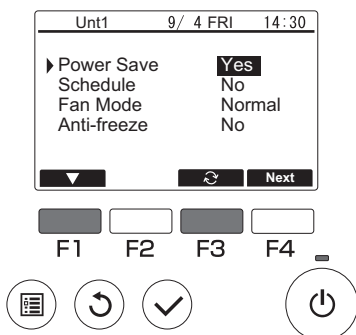 Unt1 9/ 4 FRI 14:30
Power Save Yes
Schedule No
Fan Mode Normal
Anti-freeze No
Next
F1 F2 F3 F4